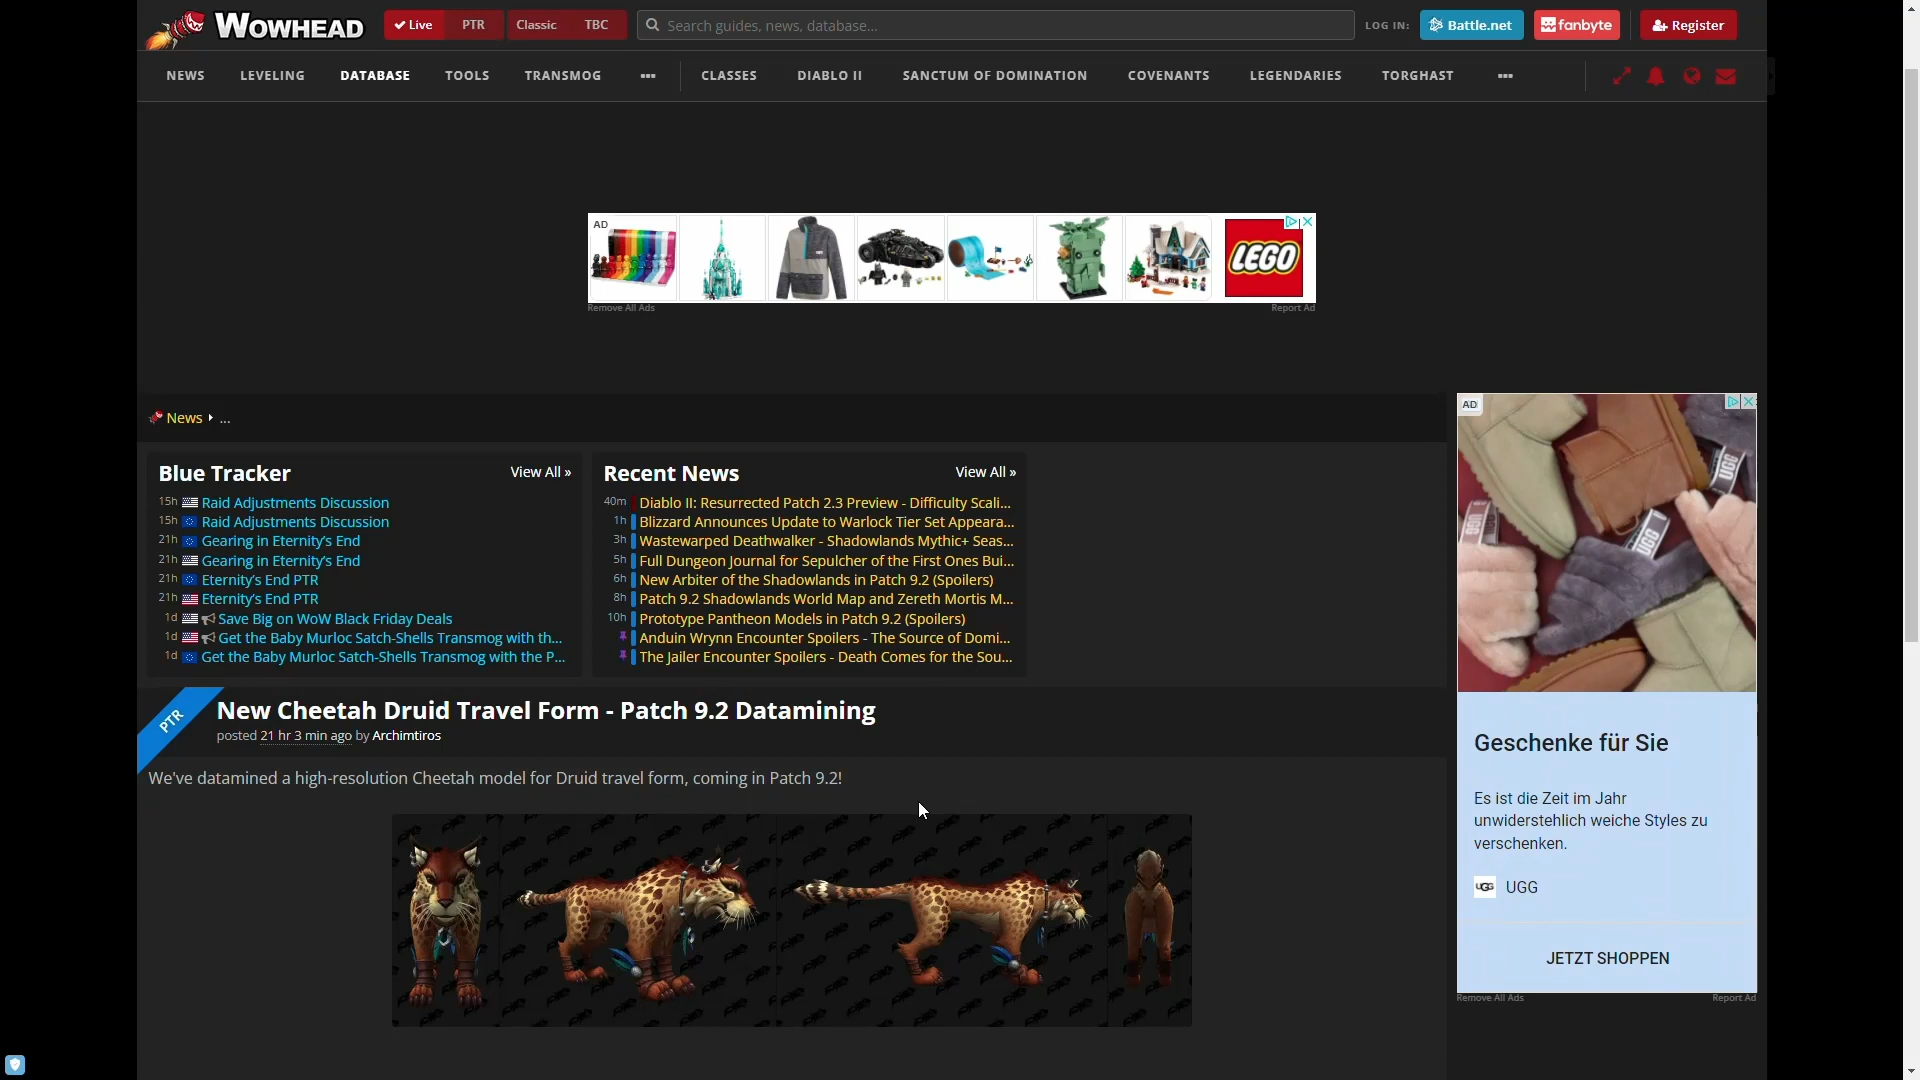 WOWHEAD
Live PTR Classic TBC
Search guides, news, database...
LOG IN: Battle.net fanbyte Register
NEWS LEVELING DATABASE TOOLS TRANSMOG CLASSES DIABLO II SANCTUM OF DOMINATION COVENANTS LEGENDARIES TORGHAST
AD
LEGO
Remove All Ads Report Ad
News ...
Blue Tracker View All »
15h Raid Adjustments Discussion
15h Raid Adjustments Discussion
21h Gearing in Eternity's End
21h Gearing in Eternity's End
21h Eternity's End PTR
21h Eternity's End PTR
1d Save Big on WoW Black Friday Deals
1d Get the Baby Murloc Satch-Shells Transmog with th...
1d Get the Baby Murloc Satch-Shells Transmog with the P...
Recent News View All »
40m Diablo II: Resurrected Patch 2.3 Preview - Difficulty Scali...
1h Blizzard Announces Update to Warlock Tier Set Appeara...
3h Wastewarped Deathwalker - Shadowlands Mythic+ Seas...
5h Full Dungeon Journal for Sepulcher of the First Ones Bui...
6h New Arbiter of the Shadowlands in Patch 9.2 (Spoilers)
8h Patch 9.2 Shadowlands World Map and Zereth Mortis M...
10h Prototype Pantheon Models in Patch 9.2 (Spoilers)
Anduin Wrynn Encounter Spoilers - The Source of Domi...
The Jailer Encounter Spoilers - Death Comes for the Sou...
PTR
New Cheetah Druid Travel Form - Patch 9.2 Datamining
posted 21 hr 3 min ago by Archimtiros
We've datamined a high-resolution Cheetah model for Druid travel form, coming in Patch 9.2!
AD
UGG
UGG
UGG
Geschenke für Sie
Es ist die Zeit im Jahr
unwiderstehlich weiche Styles zu
verschenken.
UGG UGG
JETZT SHOPPEN
Remove All Ads Report Ad